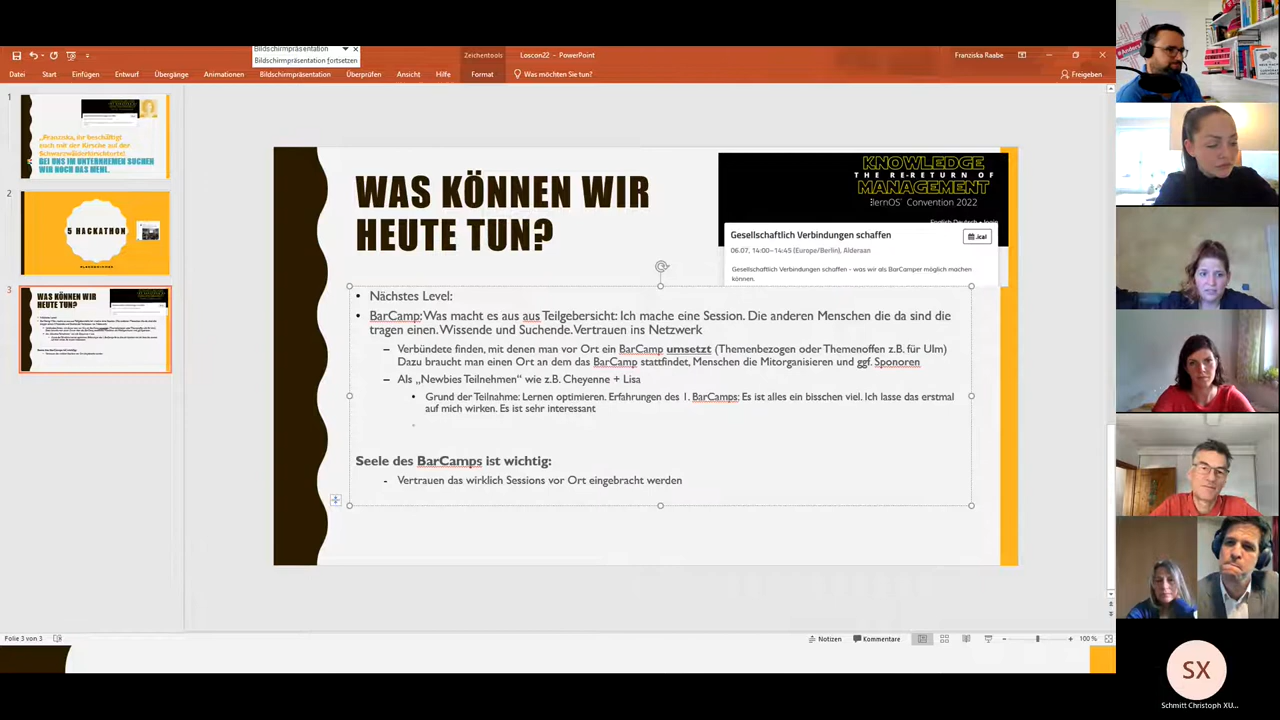 Bildschirmpräsentation
Bildschirmpräsentation fortsetzen
Zeichentools
Loscon22 - PowerPoint
Franziska Raabe
Datei Start Einfügen Entwurf Übergänge Animationen Bildschirmpräsentation Überprüfen Ansicht Hilfe Format Was möchten Sie tun? Freigeben
1
„Franziska, ihr beschäftigt
euch mit der Kirsche auf der
Schwarzwälderkirschtorte!
BEI UNS IM UNTERNEHMEN SUCHEN
WIR NOCH DAS MEHL.
2
5 HACKATHON
3
WAS KÖNNEN WIR
HEUTE TUN?
WAS KÖNNEN WIR
HEUTE TUN?
KNOWLEDGE
THE RE-RETURN OF
MANAGEMENT
lernOS Convention 2022
English Deutsch • login
Gesellschaftlich Verbindungen schaffen
.ical
06.07, 14:00–14:45 (Europe/Berlin), Alderaan
Gesellschaftlich Verbindungen schaffen - was wir als BarCamper möglich machen
können.
• Nächstes Level:
• BarCamp: Was macht es aus aus Teilgebersicht: Ich mache eine Session. Die anderen Menschen die da sind die
tragen einen. Wissende und Suchende. Vertrauen ins Netzwerk
– Verbündete finden, mit denen man vor Ort ein BarCamp umsetzt (Themenbezogen oder Themenoffen z.B. für Ulm)
Dazu braucht man einen Ort an dem das BarCamp stattfindet, Menschen die Mitorganisieren und ggf. Sponoren
– Als „Newbies Teilnehmen“ wie z.B. Cheyenne + Lisa
• Grund der Teilnahme: Lernen optimieren. Erfahrungen des 1. BarCamps: Es ist alles ein bisschen viel. Ich lasse das erstmal
auf mich wirken. Es ist sehr interessant
Seele des BarCamps ist wichtig:
- Vertrauen das wirklich Sessions vor Ort eingebracht werden
Folie 3 von 3
Notizen Kommentare 100 %
SX
Schmitt Christoph XU...